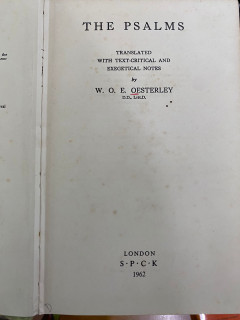 THE PSALMS
TRANSLATED
WITH TEXT-CRITICAL AND
EXEGETICAL NOTES
by
W. O. E. OESTERLEY
D.D., Litt.D.
LONDON
S · P · C · K
1962